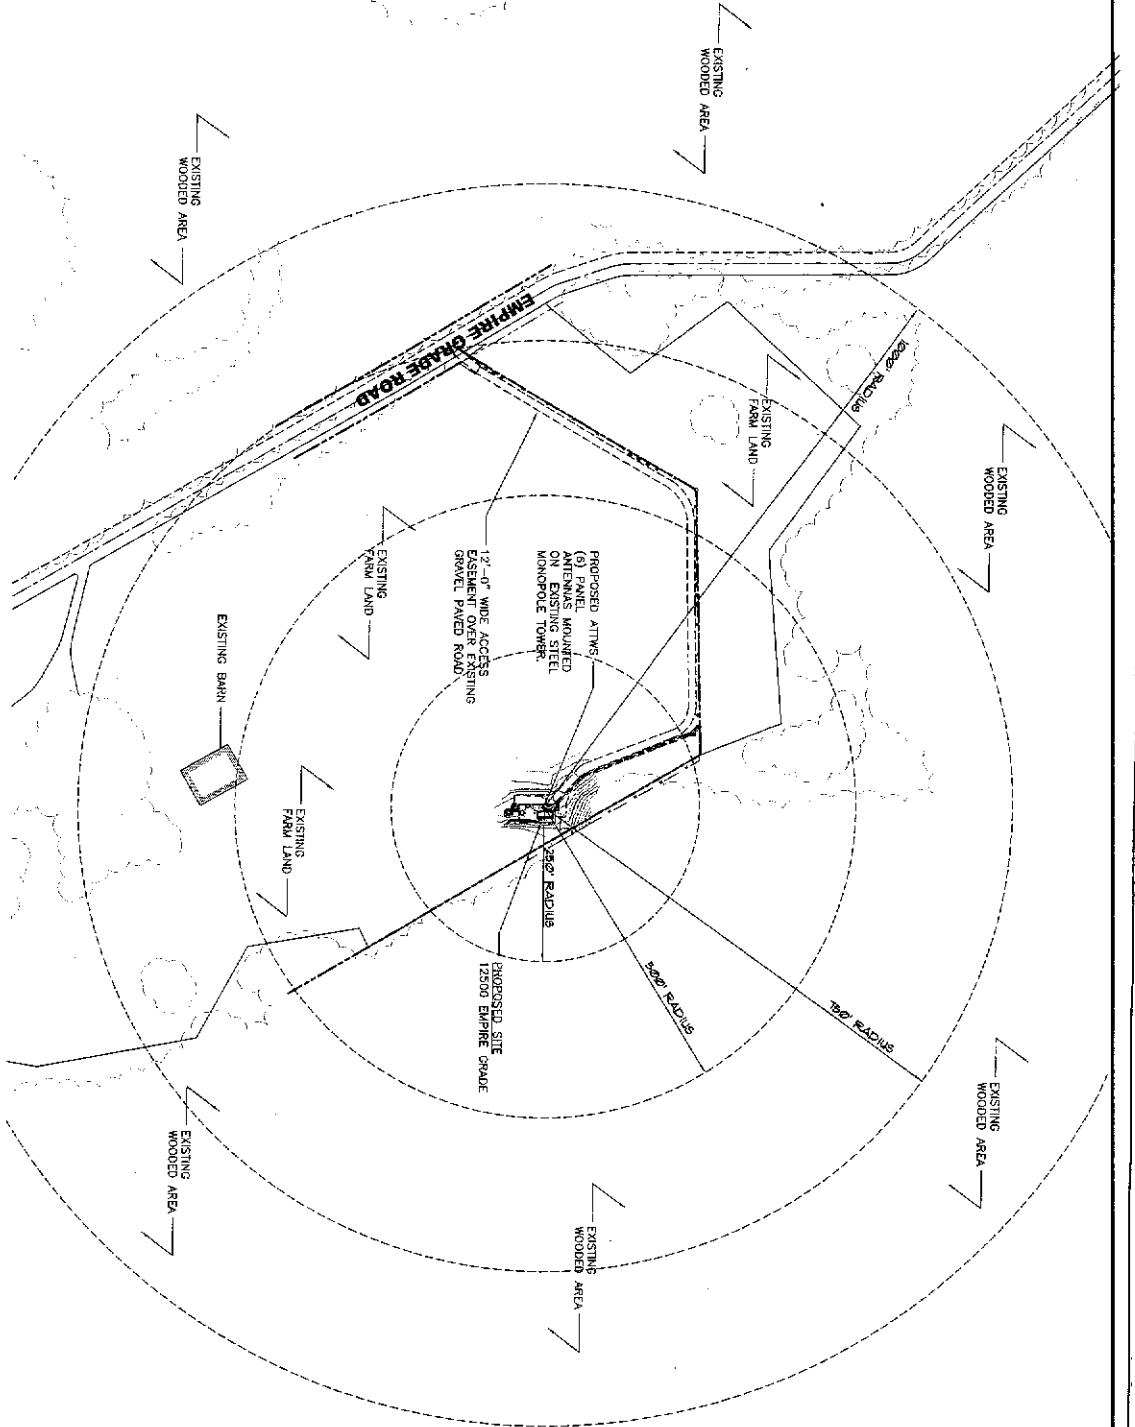 EXISTING
WOODED AREA
EXISTING
WOODED AREA
EMPIRE GRADE ROAD
1000' RADIUS
EXISTING
FARM LAND
EXISTING
WOODED AREA
EXISTING
FARM LAND
12'-0" WIDE ACCESS
EASEMENT OVER EXISTING
GRAVEL PAVED ROAD
PROPOSED ATTWS
(6) PANEL
ANTENNAS MOUNTED
ON EXISTING STEEL
MONOPOLE TOWER.
EXISTING BARN
EXISTING
FARM LAND
250' RADIUS
500' RADIUS
750' RADIUS
PROPOSED SITE
12500 EMPIRE GRADE
EXISTING
WOODED AREA
EXISTING
WOODED AREA
EXISTING
WOODED AREA